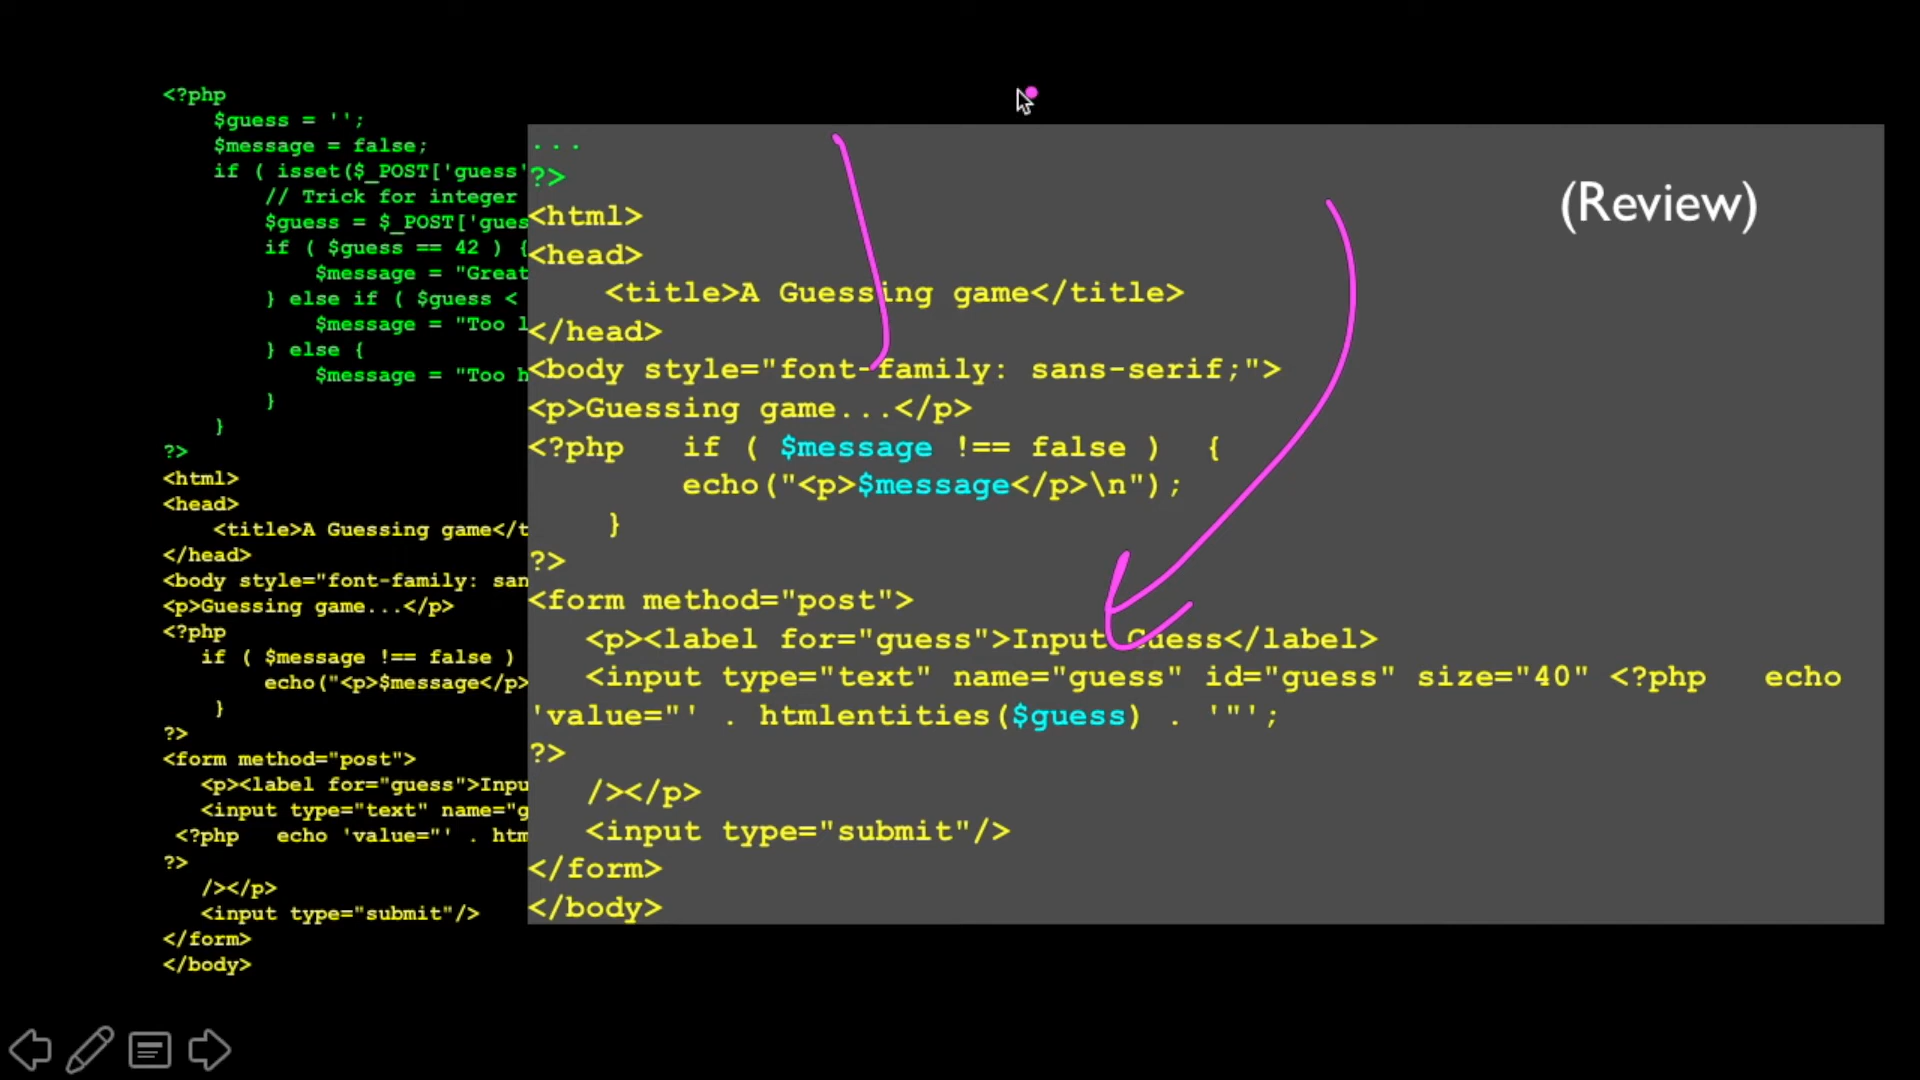 <?php
    $guess = '';
    $message = false;
    if ( isset($_POST['guess'
        // Trick for integer
        $guess = $_POST['gues
        if ( $guess == 42 ) {
            $message = "Great
        } else if ( $guess <
            $message = "Too l
        } else {
            $message = "Too h
        }
    }
?>
<html>
<head>
    <title>A Guessing game</t
</head>
<body style="font-family: san
<p>Guessing game...</p>
<?php
   if ( $message !== false )
        echo("<p>$message</p>
    }
?>
<form method="post">
   <p><label for="guess">Inpu
   <input type="text" name="g
 <?php   echo 'value="' . htm
?>
   /></p>
   <input type="submit"/>
</form>
</body>
(Review)
...
?>
<html>
<head>
    <title>A Guessing game</title>
</head>
<body style="font-family: sans-serif;">
<p>Guessing game...</p>
<?php   if ( $message !== false )  {
        echo("<p>$message</p>\n");
    }
?>
<form method="post">
   <p><label for="guess">Input Guess</label>
   <input type="text" name="guess" id="guess" size="40" <?php   echo
'value="' . htmlentities($guess) . '"';
?>
   /></p>
   <input type="submit"/>
</form>
</body>